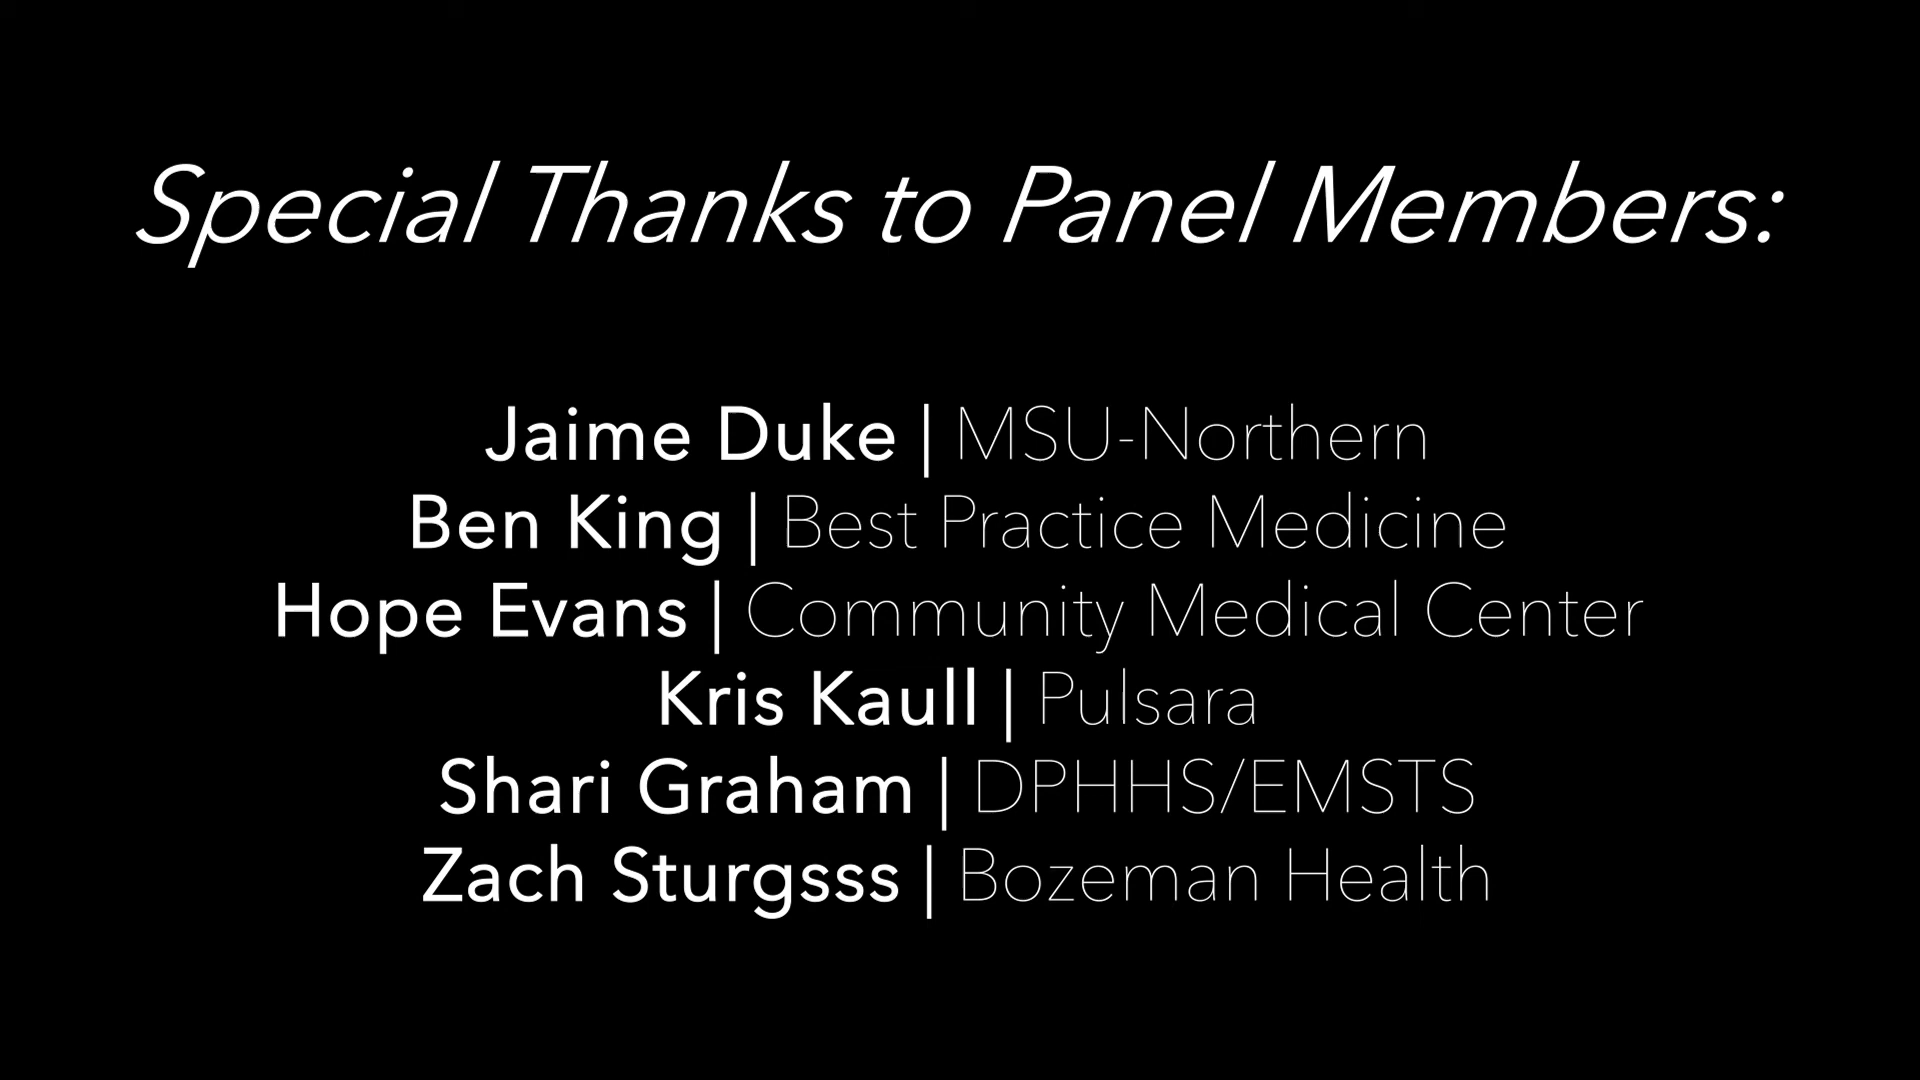 Special Thanks to Panel Members:
Jaime Duke | MSU-Northern
Ben King | Best Practice Medicine
Hope Evans | Community Medical Center
Kris Kaull | Pulsara
Shari Graham | DPHHS/EMSTS
Zach Sturgsss | Bozeman Health